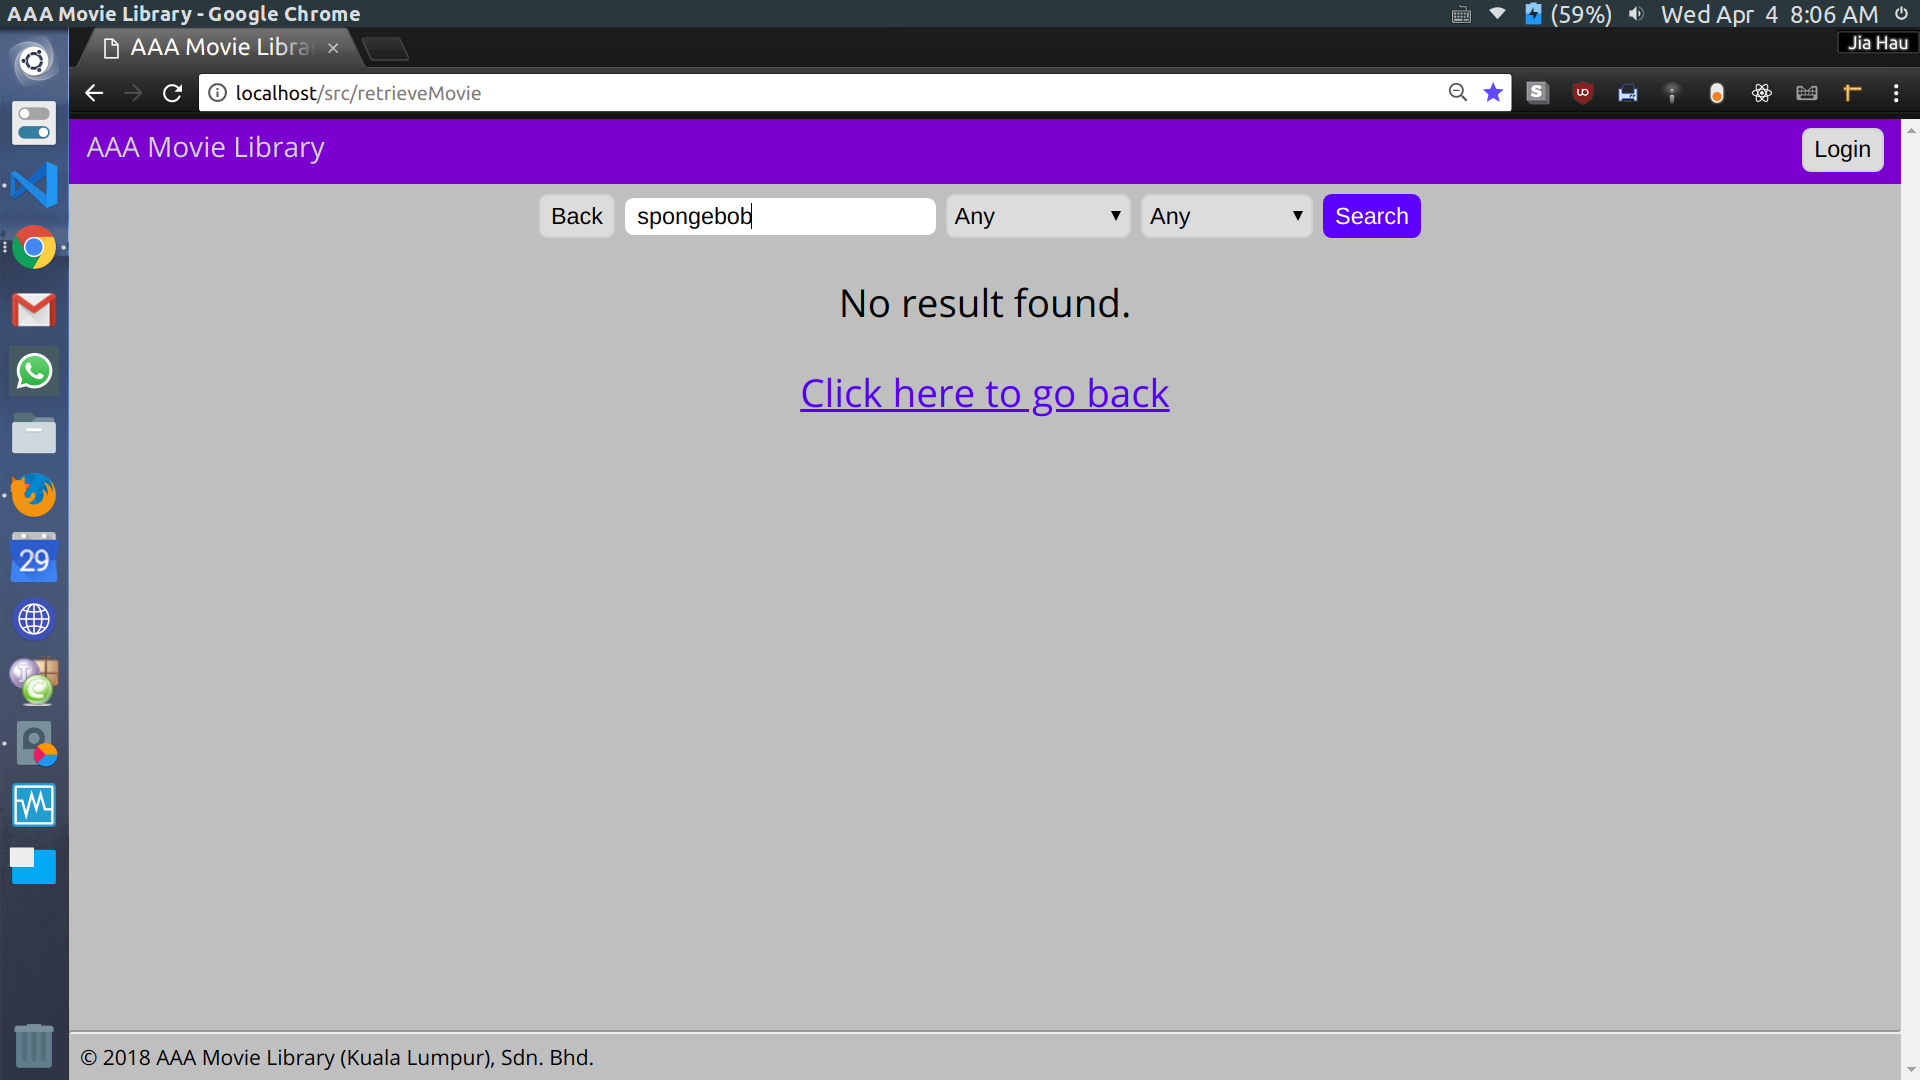 AAA Movie Library - Google Chrome
(59%) Wed Apr 4 8:06 AM
AAA Movie Libra
Jia Hau
localhost/src/retrieveMovie
S
AAA Movie Library
Login
Back
spongebob
Any
Any
Search
No result found.
Click here to go back
29
© 2018 AAA Movie Library (Kuala Lumpur), Sdn. Bhd.